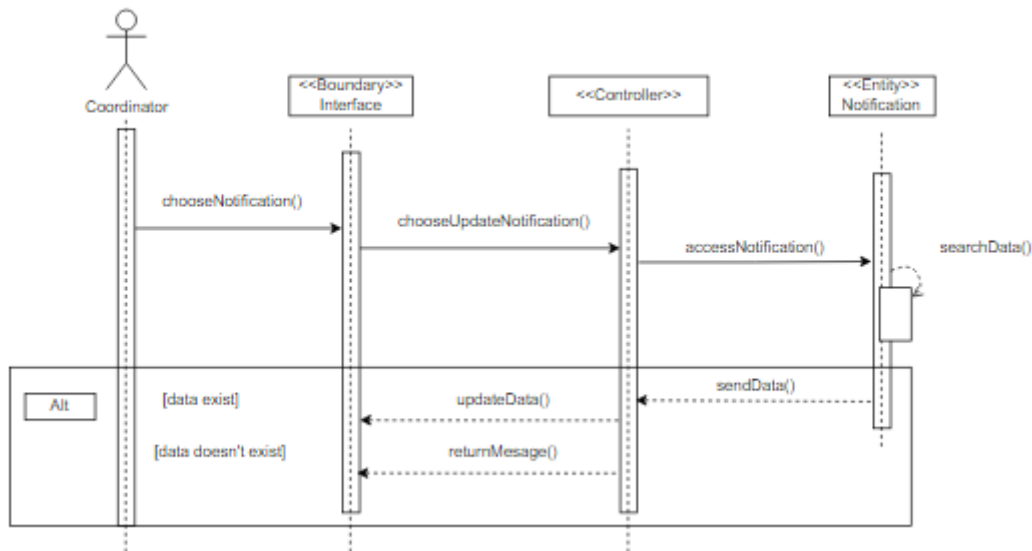 Coordinator
<<Boundary>>
Interface
<<Controller>>
<<Entity>>
Notification
chooseNotification()
chooseUpdateNotification()
accessNotification()
searchData()
Alt
[data exist]
updateData()
sendData()
[data doesn't exist]
returnMesage()